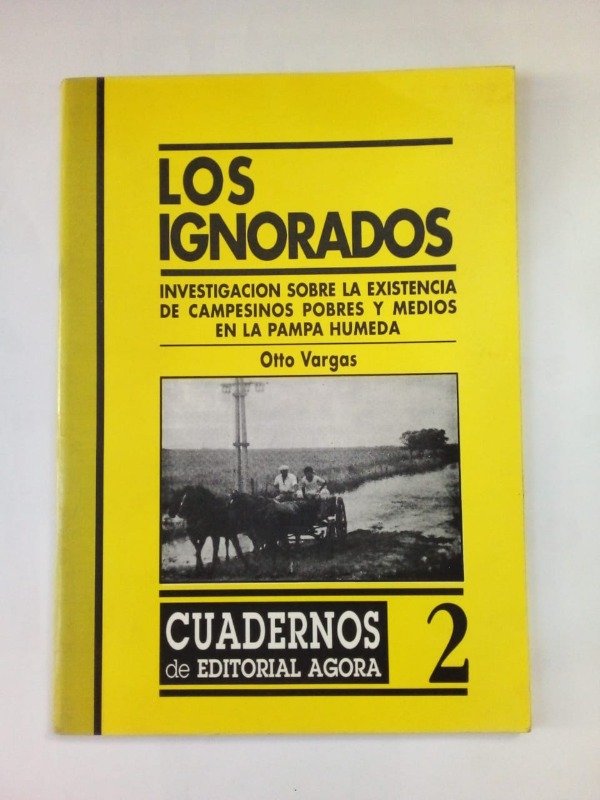 LOS
IGNORADOS
INVESTIGACION SOBRE LA EXISTENCIA
DE CAMPESINOS POBRES Y MEDIOS
EN LA PAMPA HUMEDA
Otto Vargas
CUADERNOS
de EDITORIAL AGORA
2